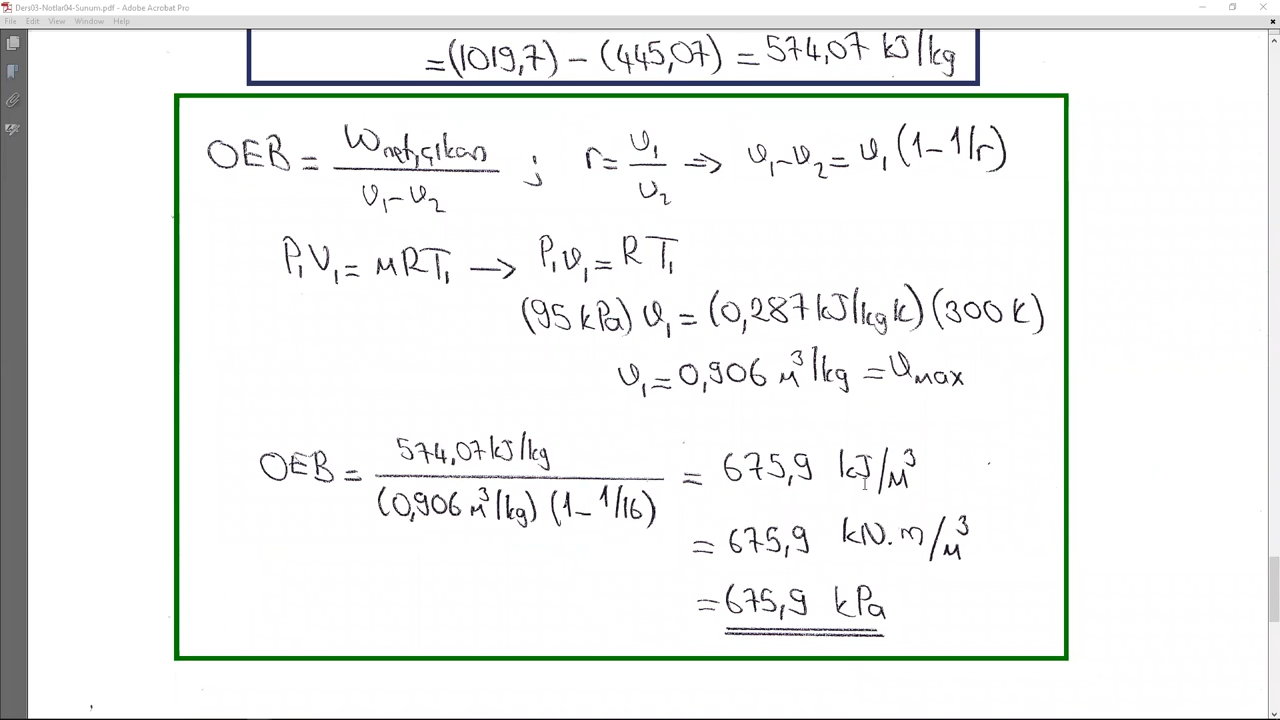 Ders03-Notlar04-Sunum.pdf - Adobe Acrobat Pro
File Edit View Window Help
=(1019,7) - (445,07) = 574,07 kJ/kg
OEB = Wnet,çıkan / (v₁-v₂) ; r = v₁/v₂ => v₁-v₂ = v₁(1-1/r)
P₁V₁ = mRT₁ → P₁v₁ = RT₁
(95 kPa) v₁ = (0,287 kJ/kgK)(300 K)
v₁ = 0,906 m³/kg = vmax
OEB = 574,07 kJ/kg / (0,906 m³/kg)(1-1/16) = 675,9 kJ/m³
= 675,9 kN.m/m³
= 675,9 kPa